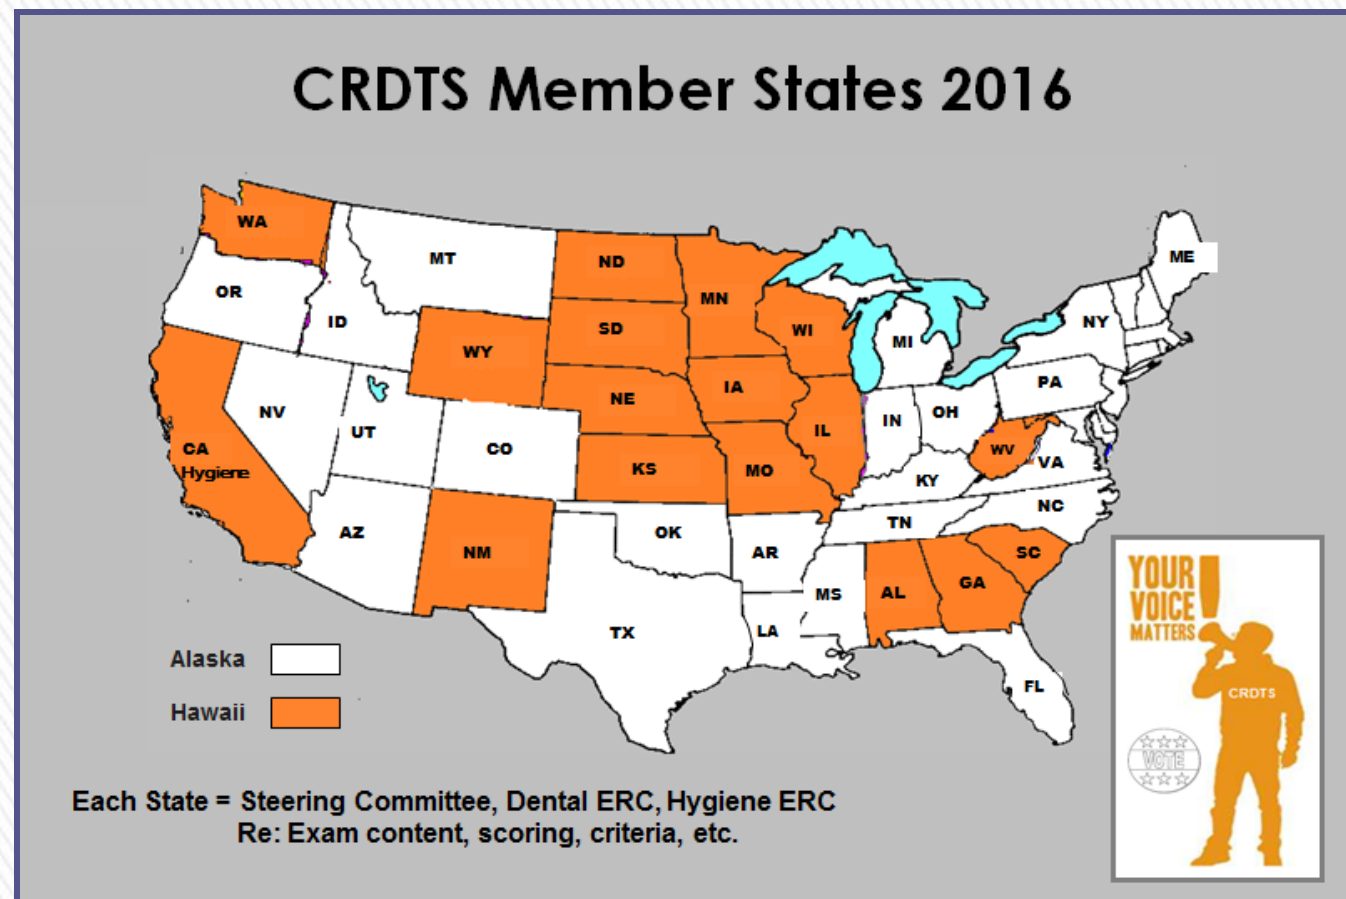 CRDTS Member States 2016
WA
MT
ND
MN
ME
OR
ID
SD
WI
MI
NY
WY
IA
PA
NE
NV
UT
CO
IL
IN
OH
CA
Hygiene
KS
MO
WV
VA
KY
AZ
NM
OK
AR
TN
NC
SC
MS
AL
GA
TX
LA
FL
Alaska
Hawaii
Each State = Steering Committee, Dental ERC, Hygiene ERC
Re: Exam content, scoring, criteria, etc.
YOUR
VOICE
MATTERS
CRDTS
VOTE